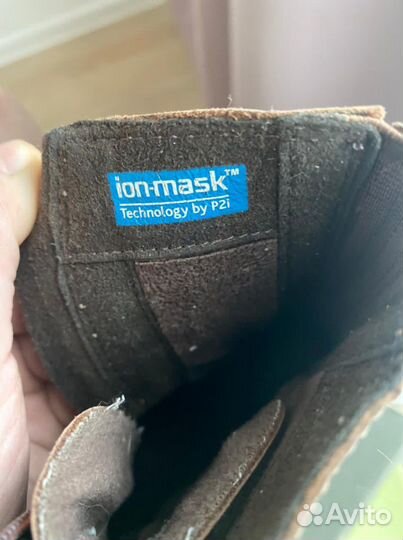 ion-mask™
Technology by P2i
Avito